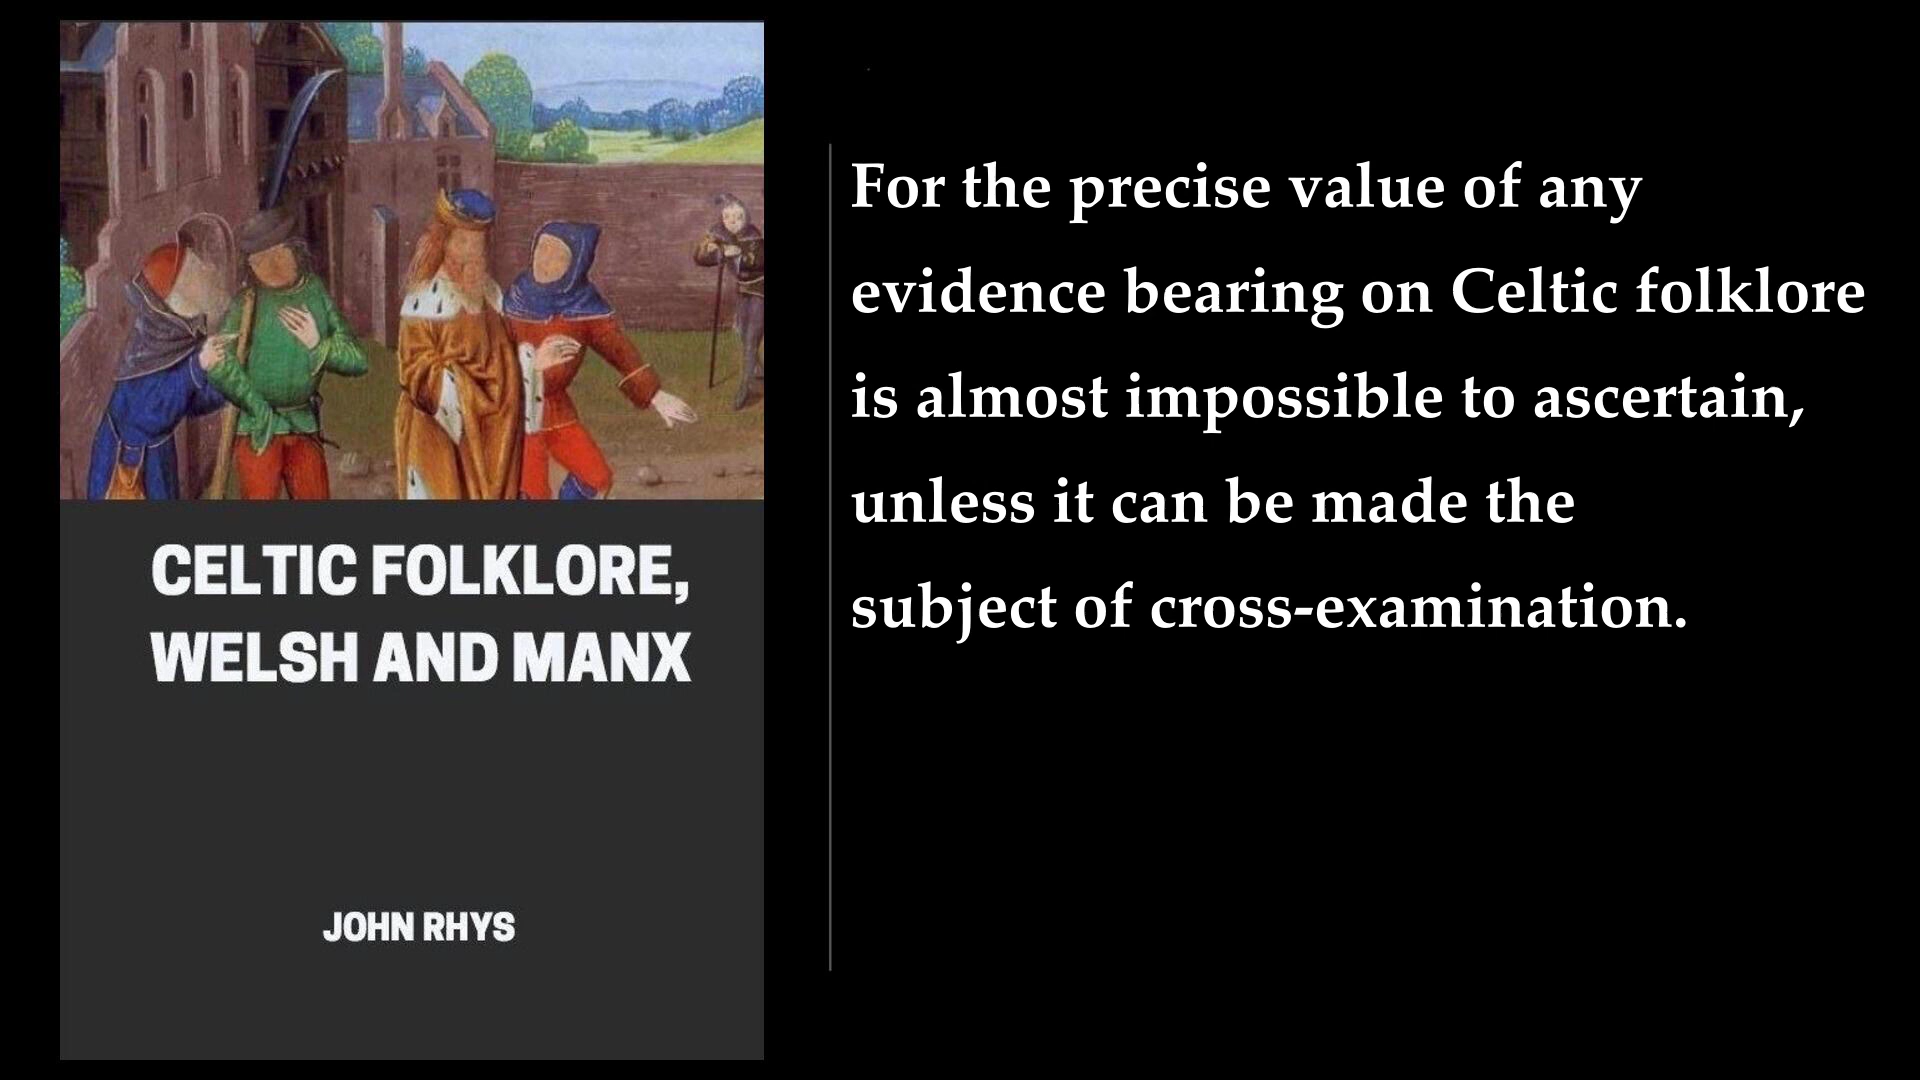 CELTIC FOLKLORE,
WELSH AND MANX
JOHN RHYS
For the precise value of any
evidence bearing on Celtic folklore
is almost impossible to ascertain,
unless it can be made the
subject of cross-examination.